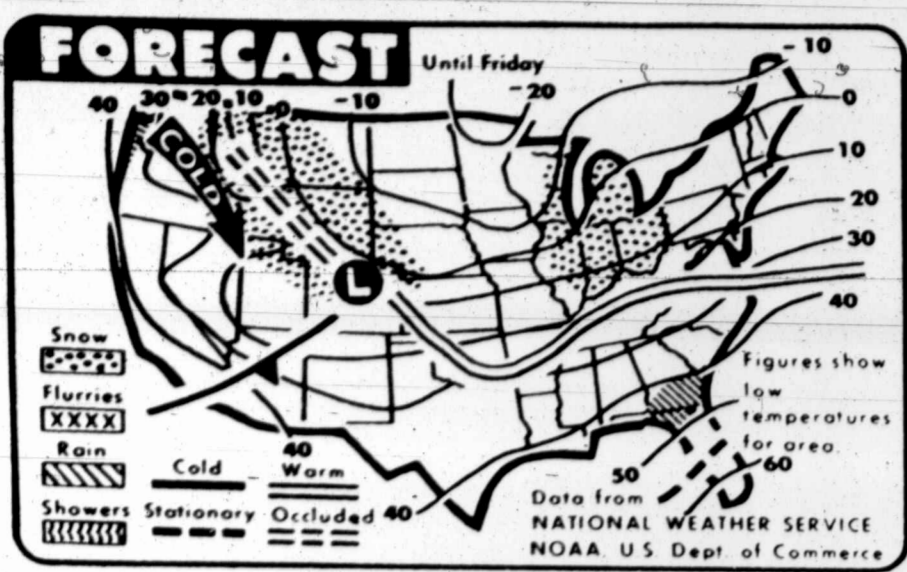 FORECAST
Until Friday
-10
40 30 -20 -10 -0 -10 -20
0
COLD
10
20
30
L
40
Snow
Flurries
XXXX
Rain
Showers
Cold
Warm
Stationary
Occluded
40
40
50
60
Figures show
low
temperatures
for area.
Data from
NATIONAL WEATHER SERVICE
NOAA, U.S. Dept. of Commerce